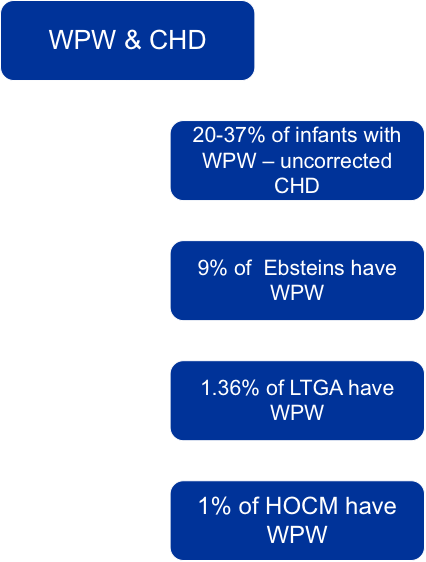 WPW & CHD
20-37% of infants with
WPW – uncorrected
CHD
9% of  Ebsteins have
WPW
1.36% of LTGA have
WPW
1% of HOCM have
WPW